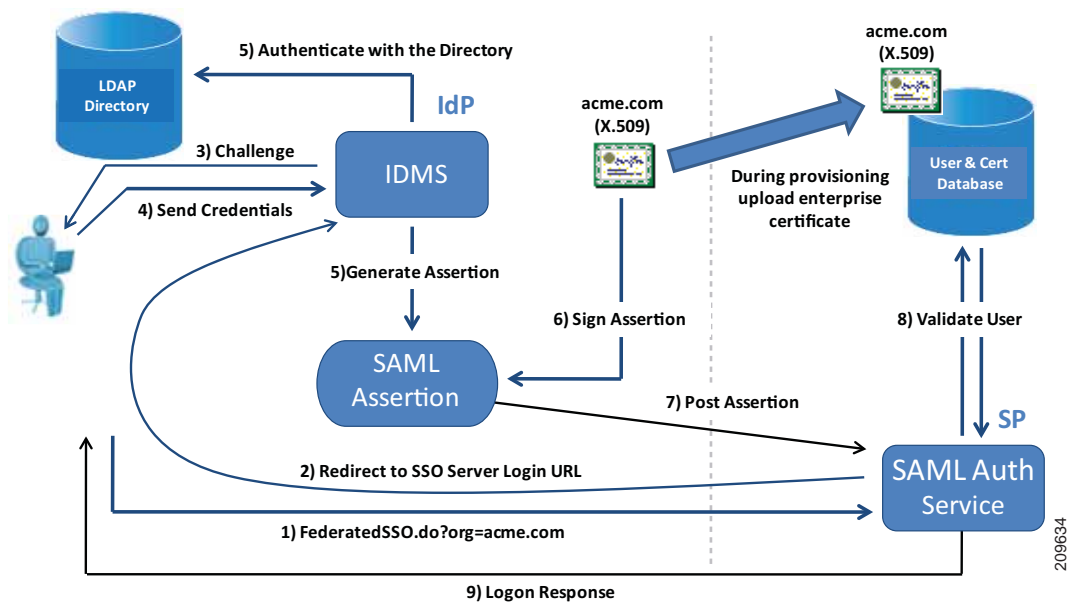 acme.com
(X.509)
5) Authenticate with the Directory
LDAP
Directory
IdP
acme.com
(X.509)
3) Challenge
IDMS
User & Cert
Database
During provisioning
upload enterprise
certificate
4) Send Credentials
5)Generate Assertion
6) Sign Assertion
8) Validate User
SAML
Assertion
7) Post Assertion
SP
2) Redirect to SSO Server Login URL
SAML Auth
Service
1) FederatedSSO.do?org=acme.com
209634
9) Logon Response